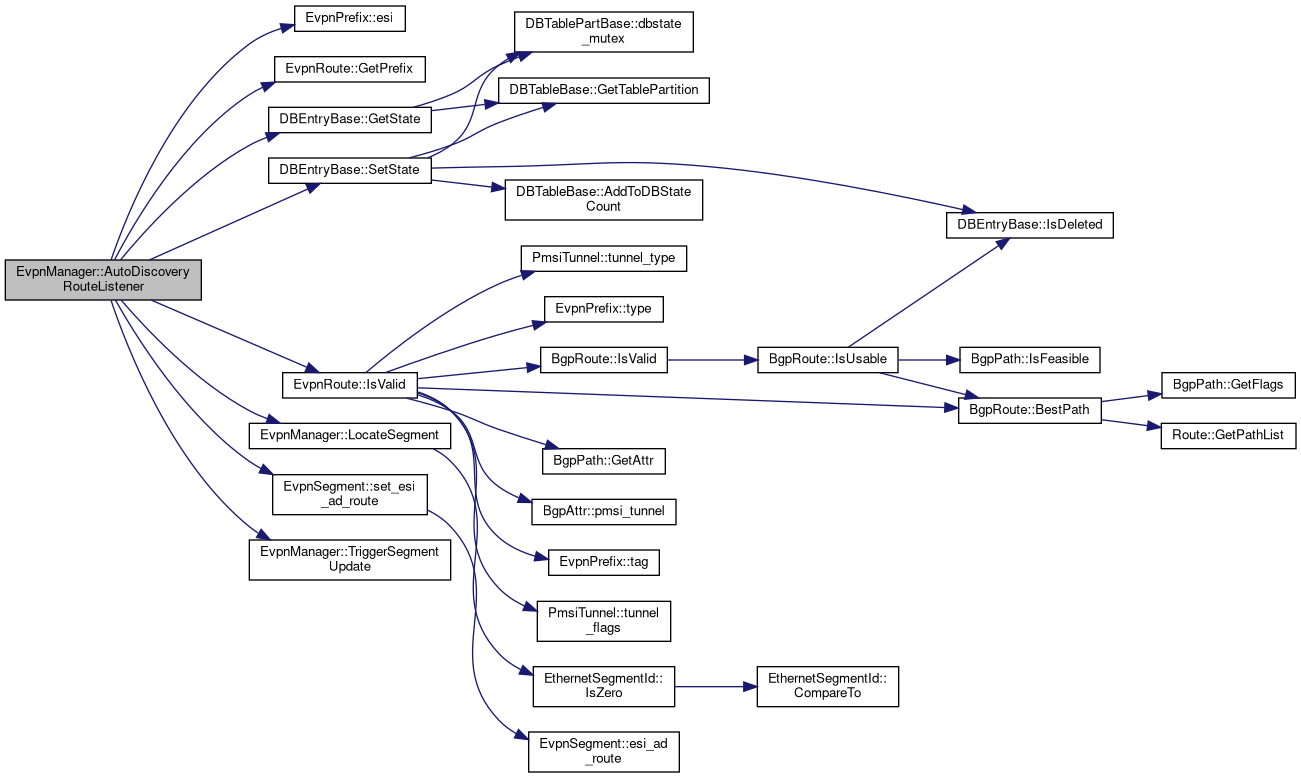 EvpnManager::AutoDiscovery
RouteListener
EvpnPrefix::esi
EvpnRoute::GetPrefix
DBEntryBase::GetState
DBEntryBase::SetState
EvpnRoute::IsValid
EvpnManager::LocateSegment
EvpnSegment::set_esi
_ad_route
EvpnManager::TriggerSegment
Update
DBTablePartBase::dbstate
_mutex
DBTableBase::GetTablePartition
DBTableBase::AddToDBState
Count
PmsiTunnel::tunnel_type
EvpnPrefix::type
BgpRoute::IsValid
BgpPath::GetAttr
BgpAttr::pmsi_tunnel
EvpnPrefix::tag
PmsiTunnel::tunnel
_flags
EthernetSegmentId::
IsZero
EvpnSegment::esi_ad
_route
BgpRoute::IsUsable
EthernetSegmentId::
CompareTo
DBEntryBase::IsDeleted
BgpPath::IsFeasible
BgpRoute::BestPath
BgpPath::GetFlags
Route::GetPathList